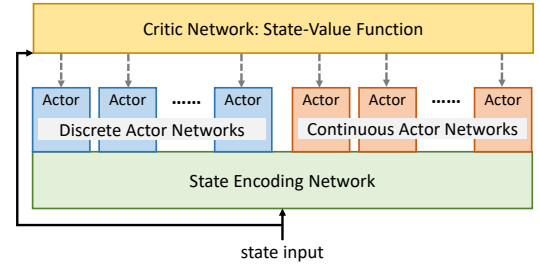 Critic Network: State-Value Function
Actor Actor ...... Actor Actor Actor ...... Actor
Discrete Actor Networks Continuous Actor Networks
State Encoding Network
state input